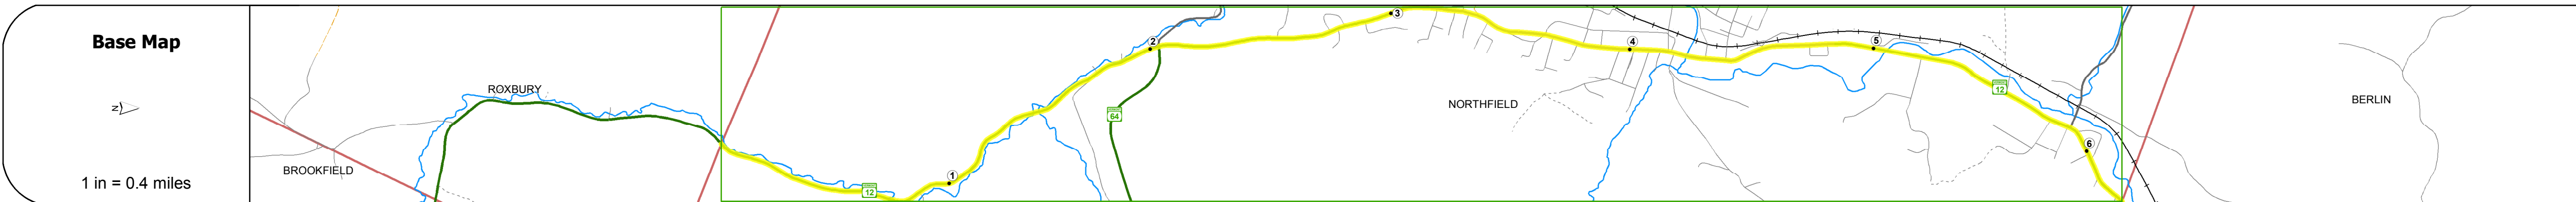 Base Map
N
1 in = 0.4 miles
BROOKFIELD
ROXBURY
12
1
64
2
3
NORTHFIELD
4
5
12
6
BERLIN